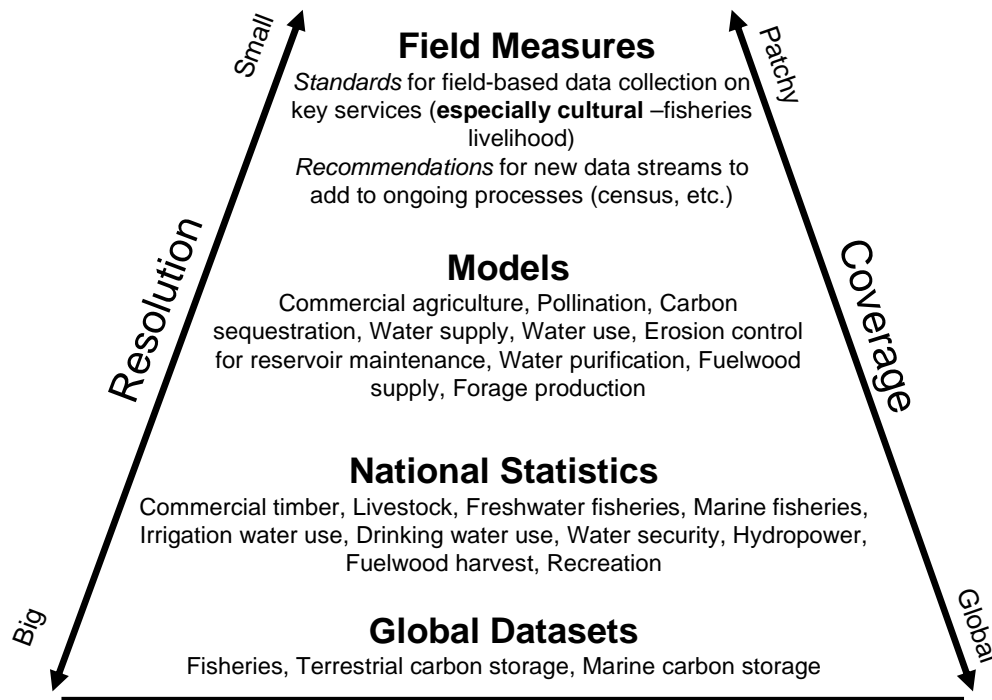 Small
Patchy
Field Measures
Standards for field-based data collection on
key services (especially cultural –fisheries
livelihood)
Recommendations for new data streams to
add to ongoing processes (census, etc.)
Resolution
Coverage
Models
Commercial agriculture, Pollination, Carbon
sequestration, Water supply, Water use, Erosion control
for reservoir maintenance, Water purification, Fuelwood
supply, Forage production
National Statistics
Commercial timber, Livestock, Freshwater fisheries, Marine fisheries,
Irrigation water use, Drinking water use, Water security, Hydropower,
Fuelwood harvest, Recreation
Big
Global
Global Datasets
Fisheries, Terrestrial carbon storage, Marine carbon storage